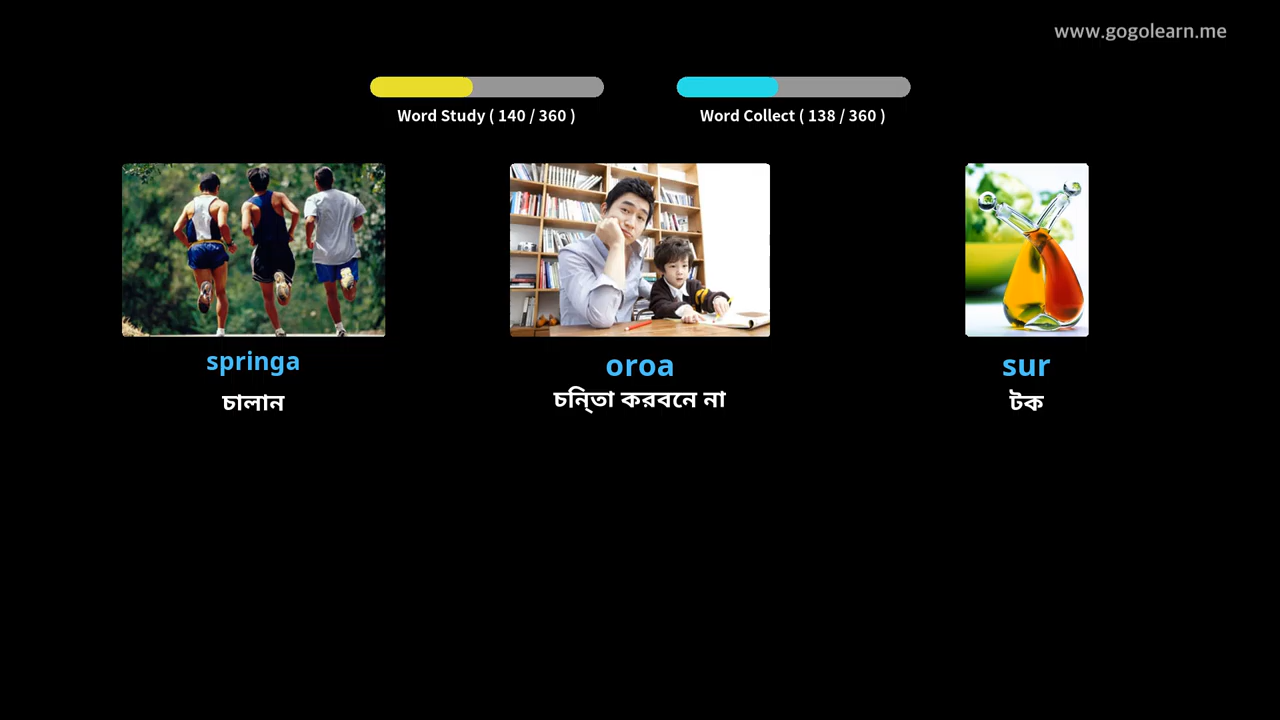 www.gogolearn.me
Word Study ( 140 / 360 )
Word Collect ( 138 / 360 )
springa
oroa
sur
চালান
চন্িতা করবনে না
টক